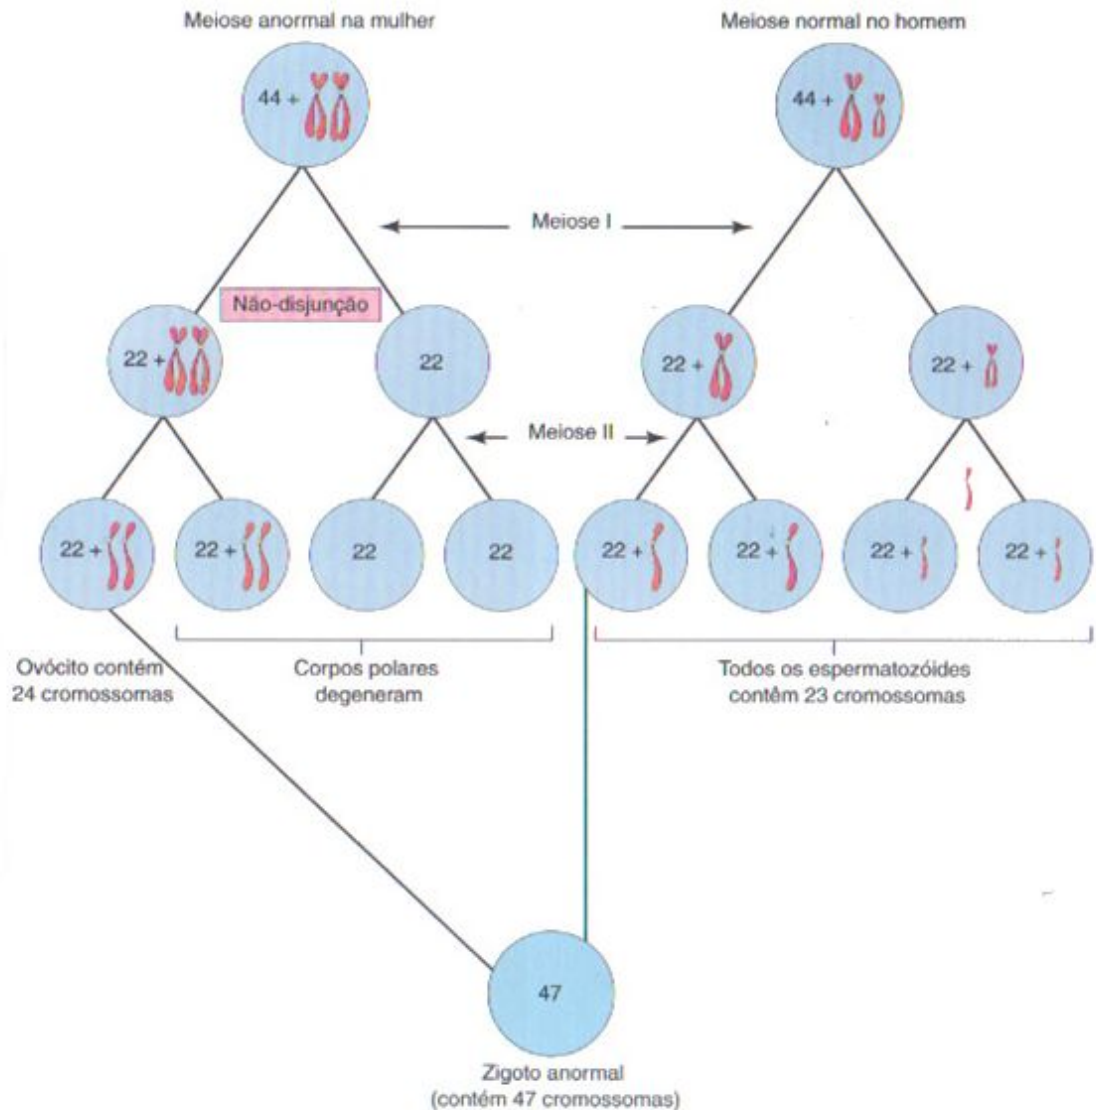 Meiose anormal na mulher
Meiose normal no homem
44 +
44 +
Meiose I
Não-disjunção
22 +
22
22 +
22 +
Meiose II
22 +
22 +
22
22
22 +
22 +
22 +
22 +
Ovócito contém
24 cromossomas
Corpos polares
degeneram
Todos os espermatozóides
contêm 23 cromossomas
47
Zigoto anormal
(contém 47 cromossomas)